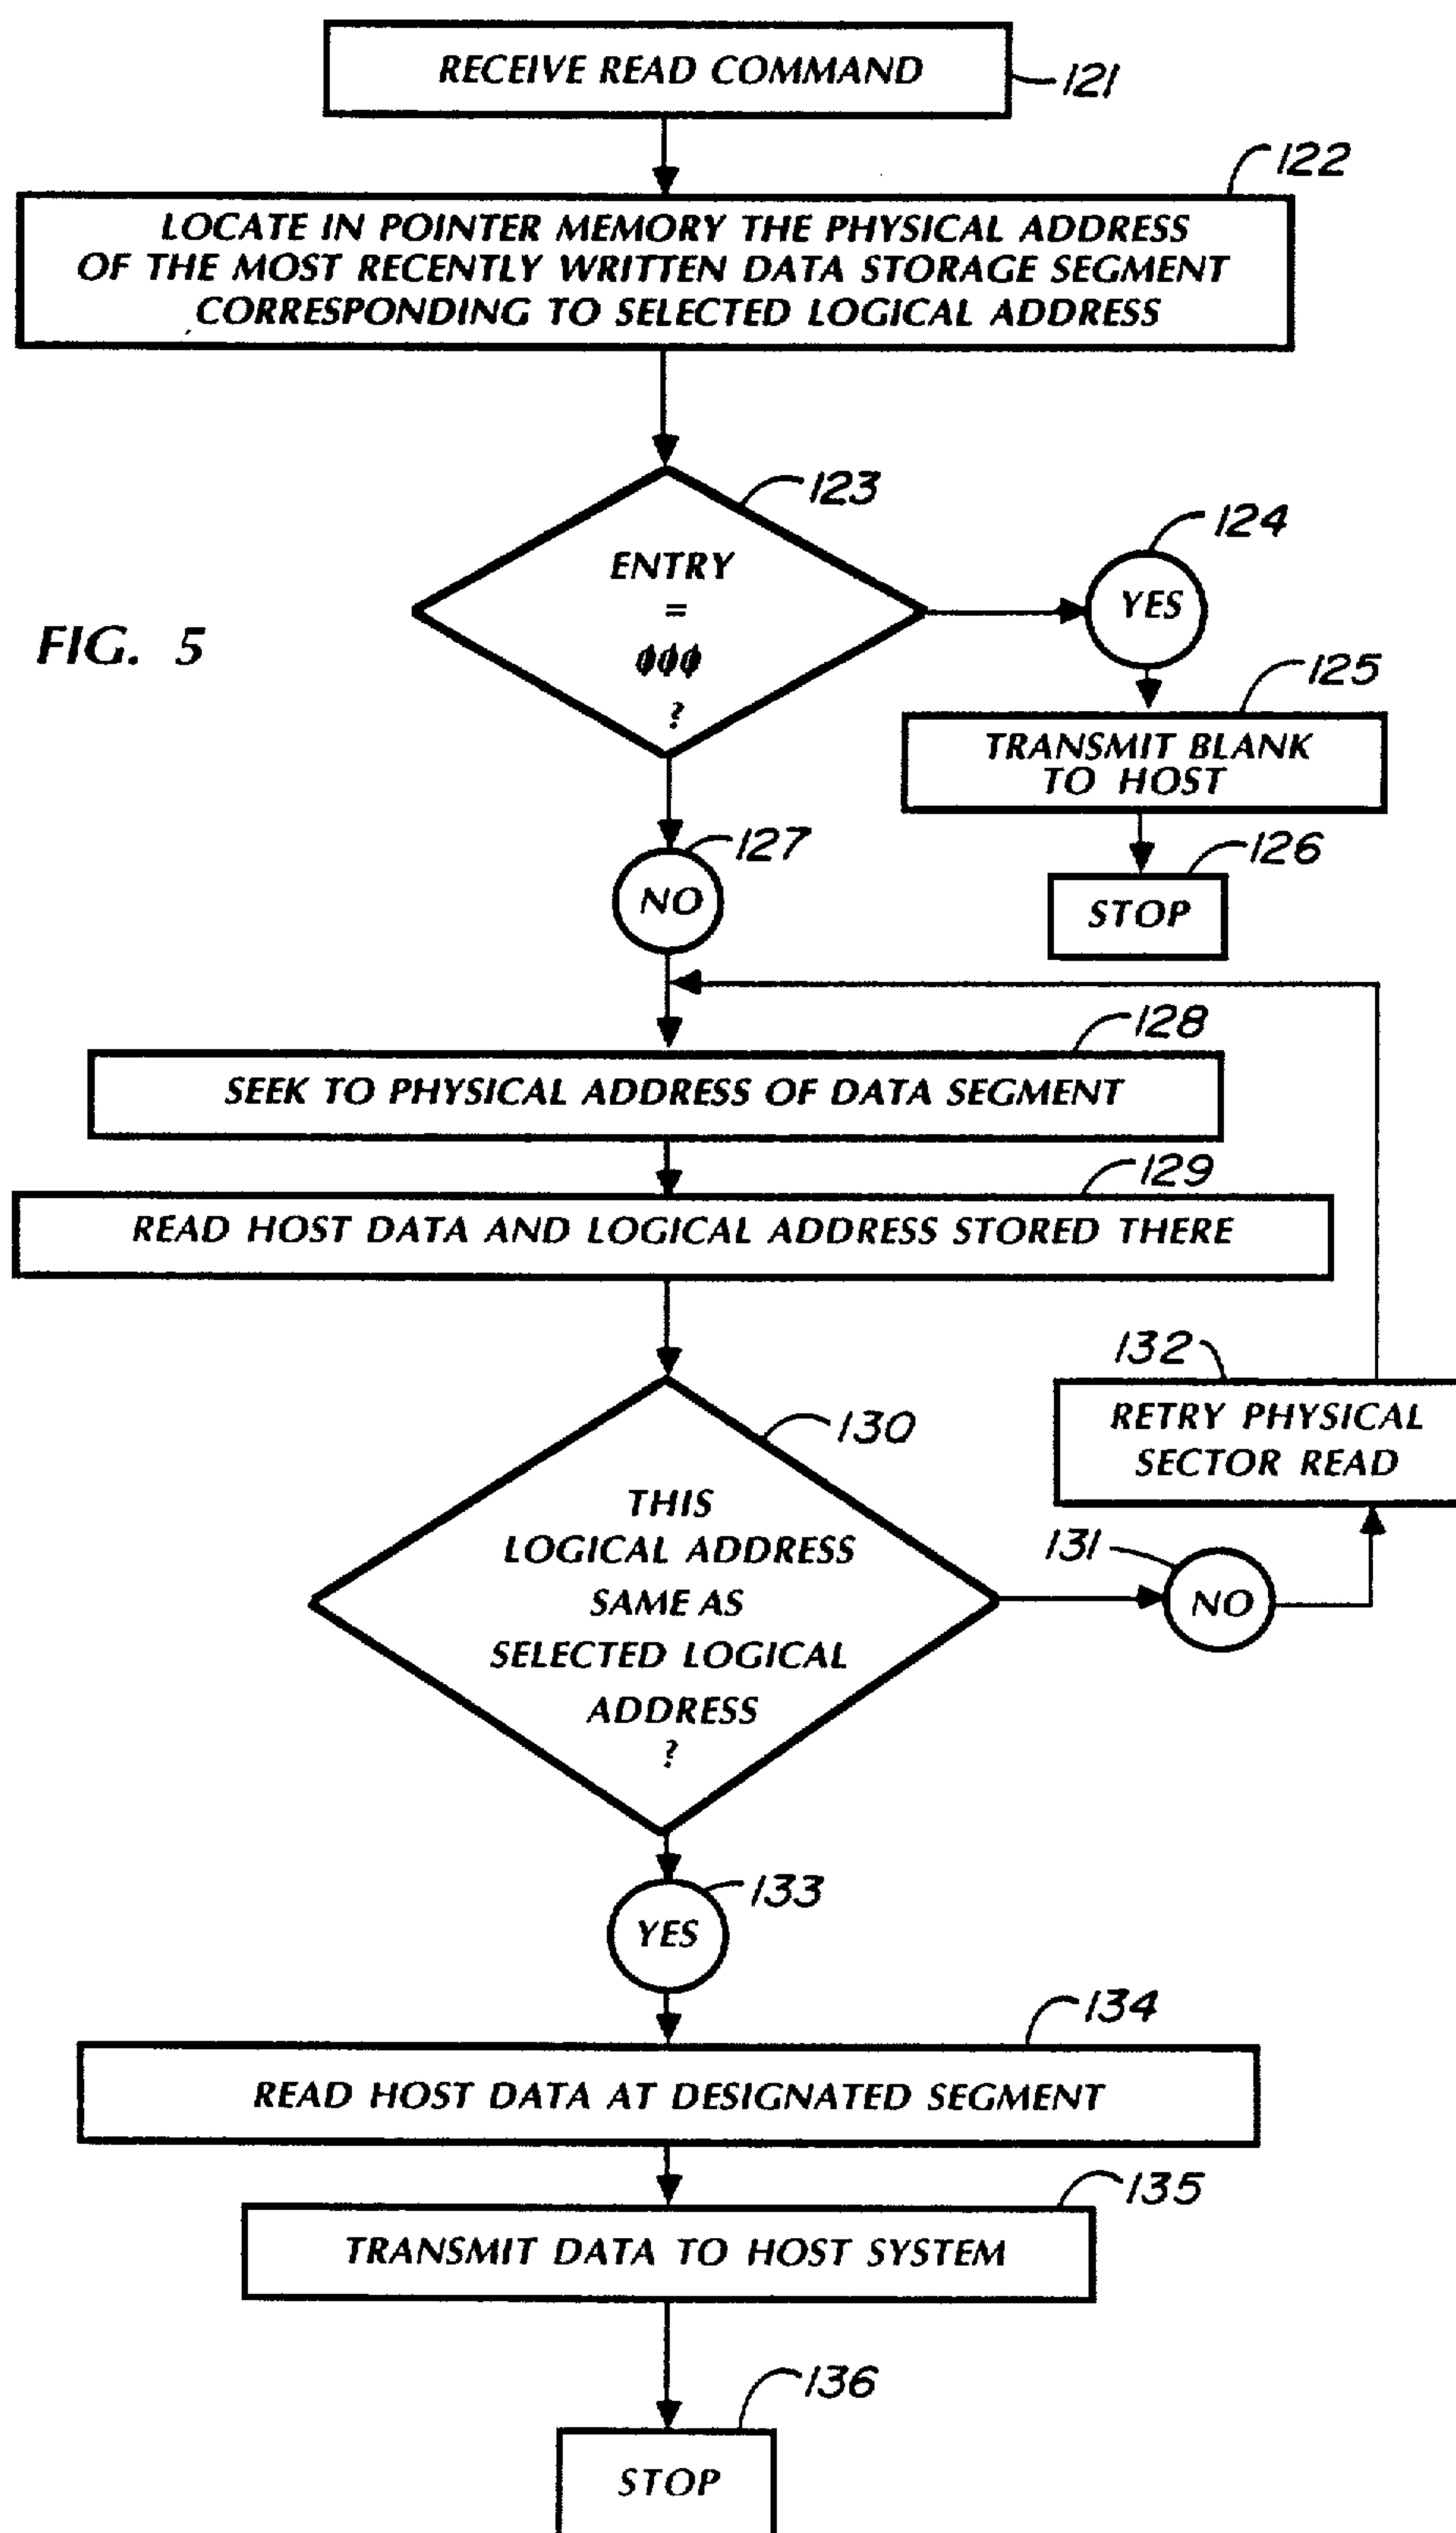 RECEIVE READ COMMAND
121
122
LOCATE IN POINTER MEMORY THE PHYSICAL ADDRESS
OF THE MOST RECENTLY WRITTEN DATA STORAGE SEGMENT
CORRESPONDING TO SELECTED LOGICAL ADDRESS
123
ENTRY
=
ϕϕϕ
?
124
YES
FIG. 5
125
TRANSMIT BLANK
TO HOST
126
STOP
127
NO
128
SEEK TO PHYSICAL ADDRESS OF DATA SEGMENT
129
READ HOST DATA AND LOGICAL ADDRESS STORED THERE
130
THIS
LOGICAL ADDRESS
SAME AS
SELECTED LOGICAL
ADDRESS
?
132
RETRY PHYSICAL
SECTOR READ
131
NO
133
YES
134
READ HOST DATA AT DESIGNATED SEGMENT
135
TRANSMIT DATA TO HOST SYSTEM
136
STOP